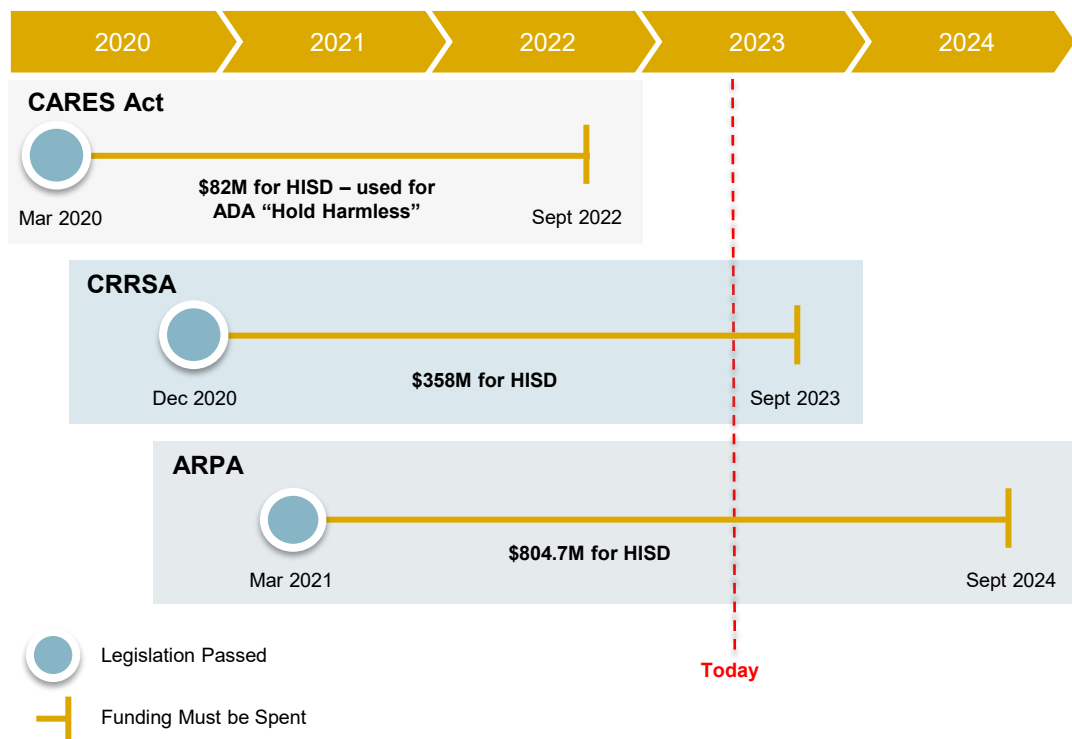 2020 2021 2022 2023 2024
CARES Act
$82M for HISD – used for
ADA “Hold Harmless”
Mar 2020
Sept 2022
CRRSA
$358M for HISD
Dec 2020
Sept 2023
ARPA
$804.7M for HISD
Mar 2021
Sept 2024
Legislation Passed
Today
Funding Must be Spent